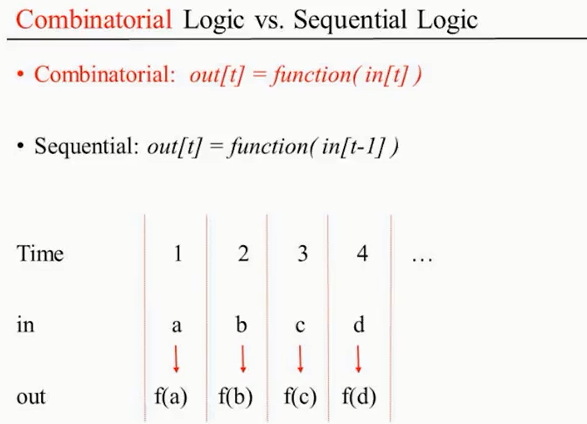 Combinatorial Logic vs. Sequential Logic
• Combinatorial: out[t] = function( in[t] )
• Sequential: out[t] = function( in[t-1] )
Time 1 2 3 4 …
in a b c d
out f(a) f(b) f(c) f(d)